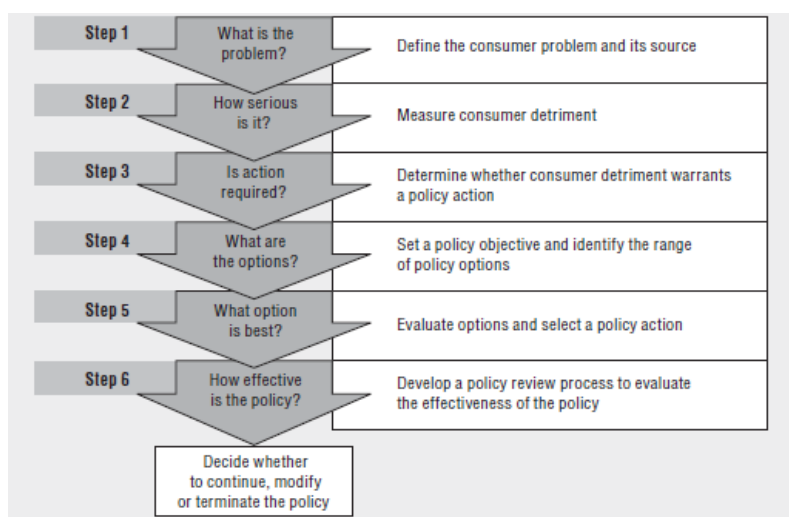 Step 1
What is the
problem?
Define the consumer problem and its source
Step 2
How serious
is it?
Measure consumer detriment
Step 3
Is action
required?
Determine whether consumer detriment warrants
a policy action
Step 4
What are
the options?
Set a policy objective and identify the range
of policy options
Step 5
What option
is best?
Evaluate options and select a policy action
Step 6
How effective
is the policy?
Develop a policy review process to evaluate
the effectiveness of the policy
Decide whether
to continue, modify
or terminate the policy